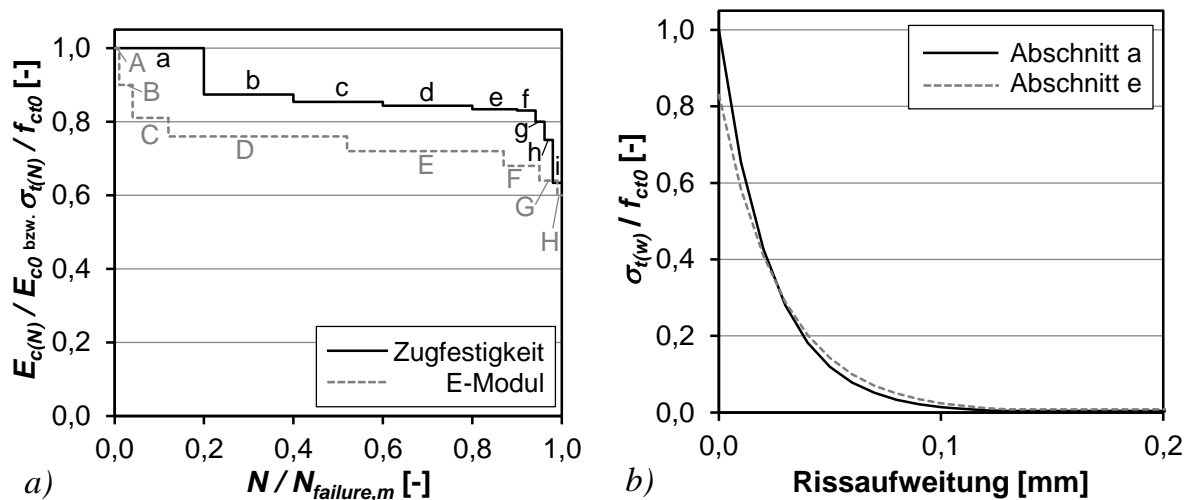 1,0
0,8
0,6
0,4
0,2
0,0
E_c(N) / E_c0 bzw. σ_t(N) / f_ct0 [-]
A
a
B
b
c
d
e
f
C
g
D
E
h
i
F
G
H
Zugfestigkeit
E-Modul
0,0 0,2 0,4 0,6 0,8 1,0
N / N_failure,m [-]
a)
1,0
0,8
0,6
0,4
0,2
0,0
σ_t(w) / f_ct0 [-]
Abschnitt a
Abschnitt e
0,0 0,1 0,2
Rissaufweitung [mm]
b)